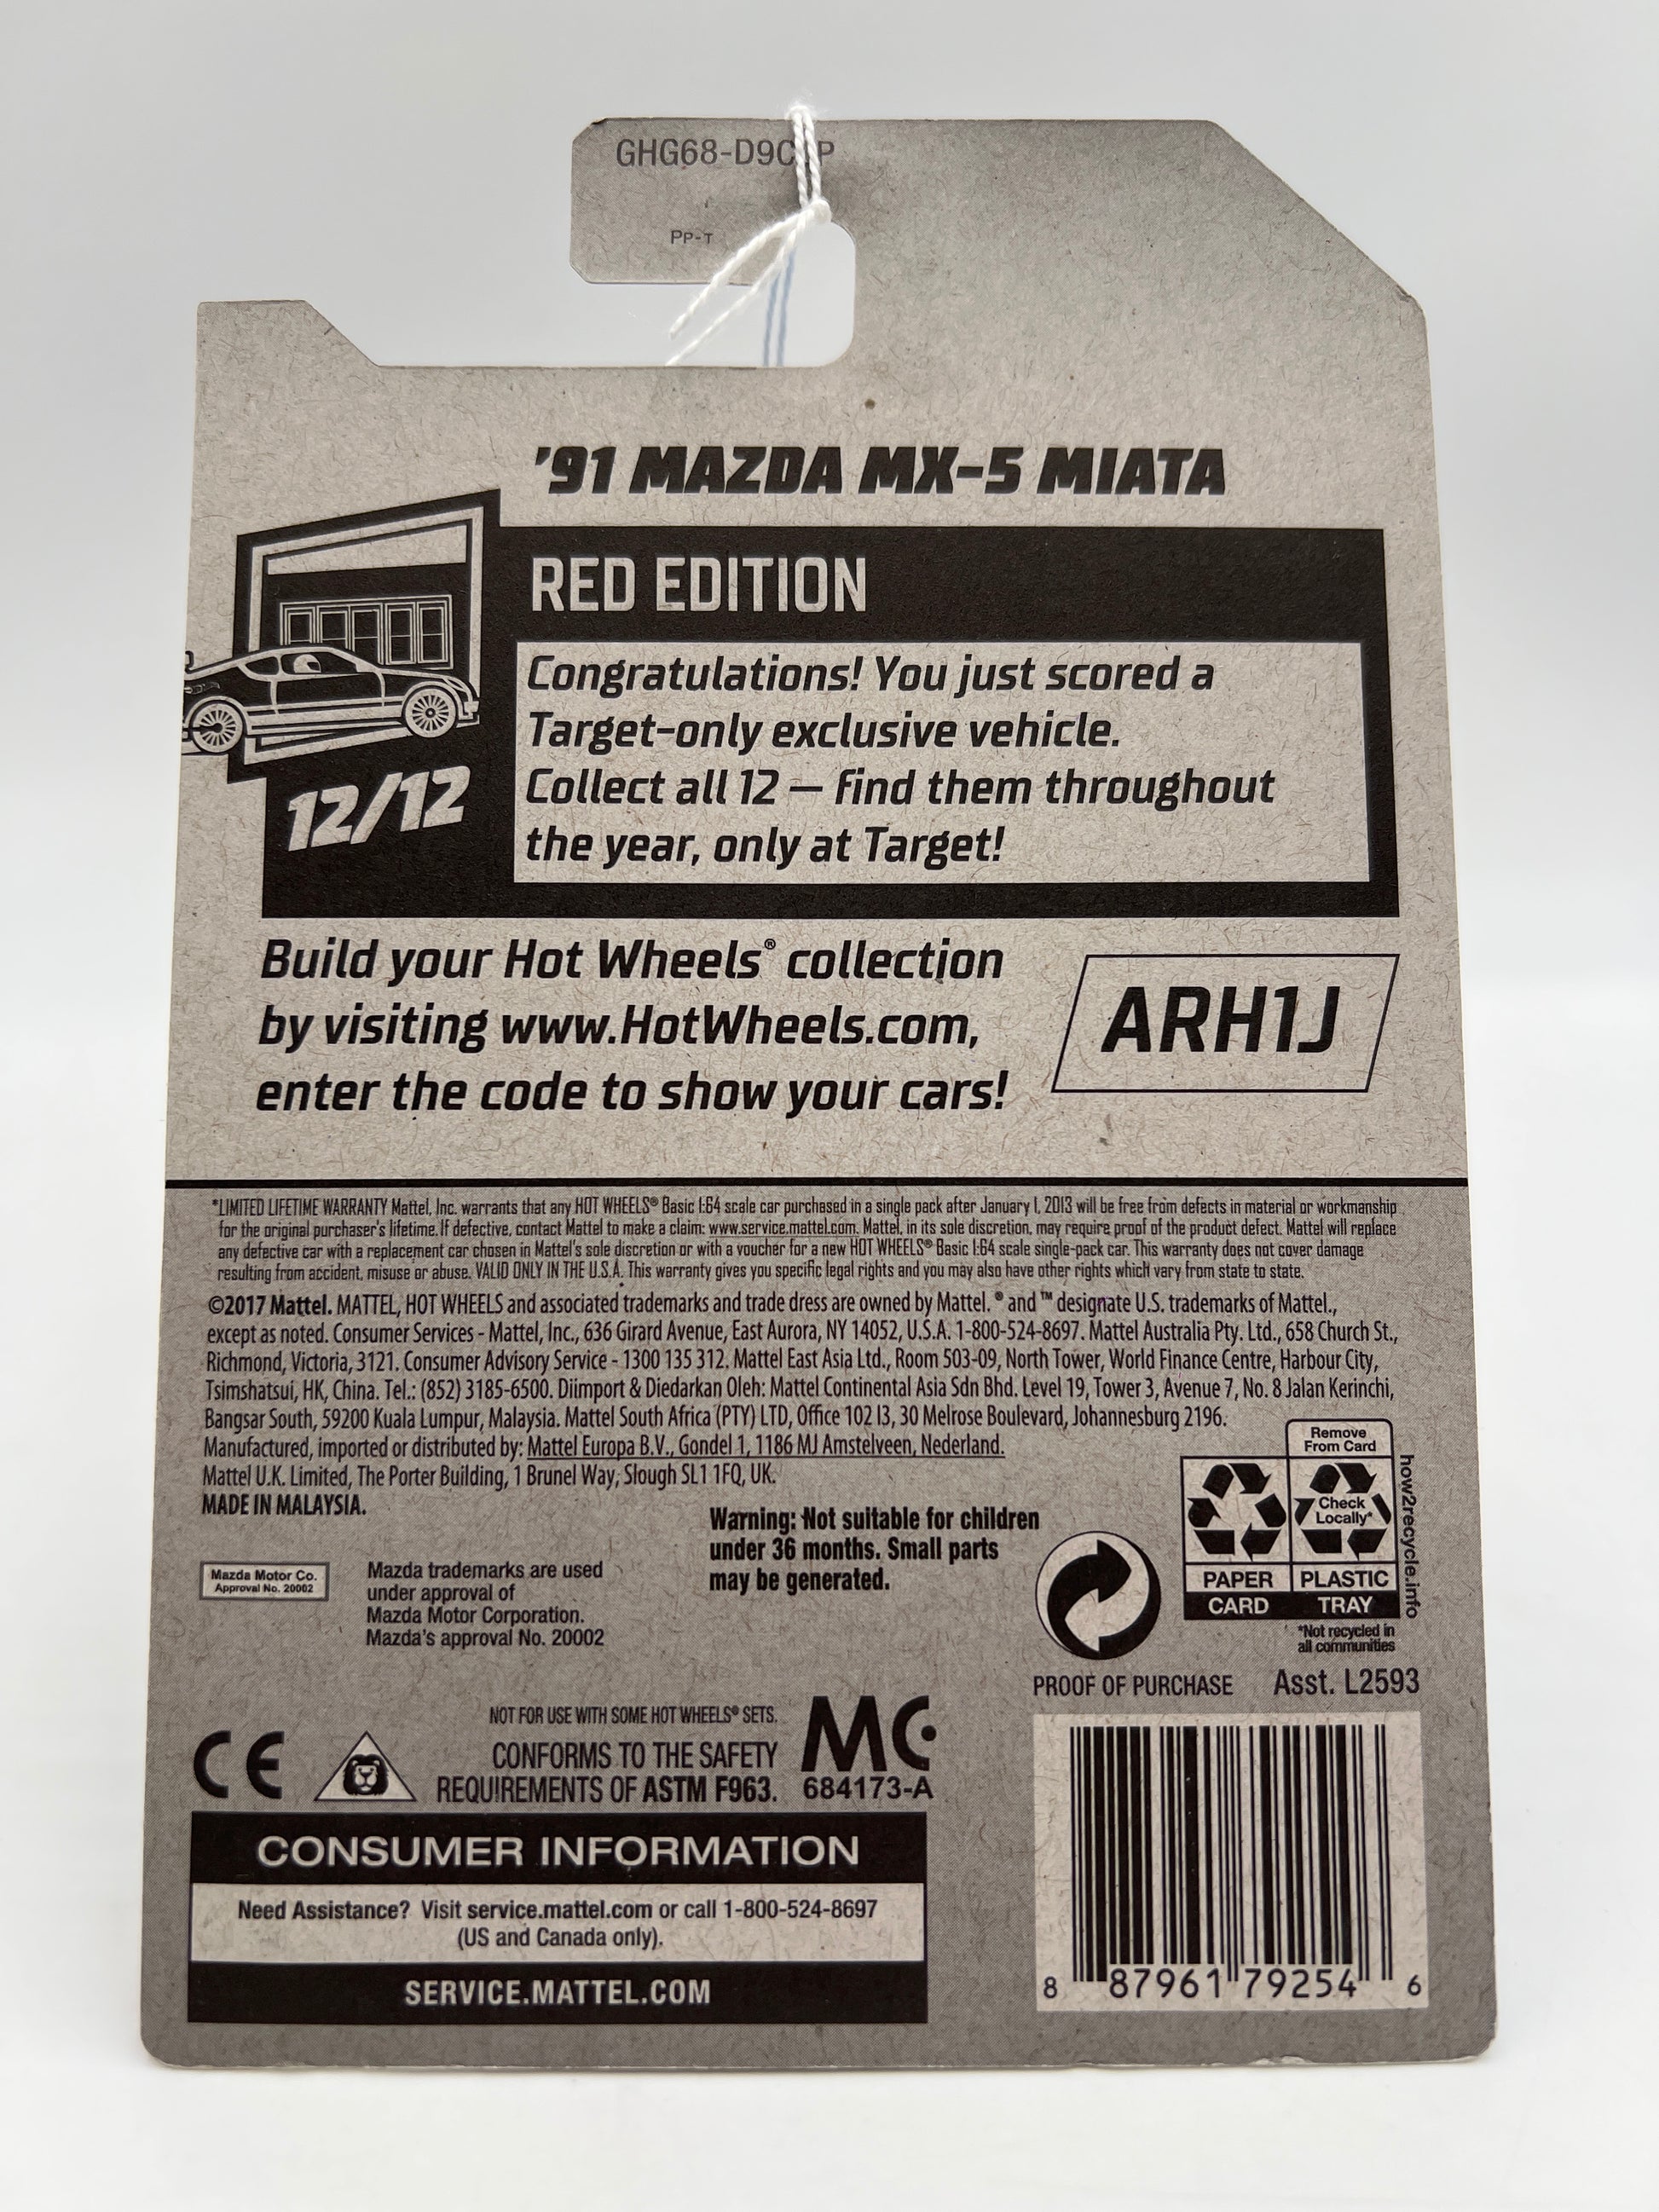 GHG68-D9C
PP-T
'91 MAZDA MX-5 MIATA
RED EDITION
Congratulations! You just scored a
Target-only exclusive vehicle.
Collect all 12 — find them throughout
the year, only at Target!
12/12
Build your Hot Wheels® collection
by visiting www.HotWheels.com,
enter the code to show your cars!
ARH1J
*LIMITED LIFETIME WARRANTY Mattel, Inc. warrants that any HOT WHEELS® Basic 1:64 scale car purchased in a single pack after January 1, 2013 will be free from defects in material or workmanship
for the original purchaser's lifetime. If defective, contact Mattel to make a claim: www.service.mattel.com. Mattel, in its sole discretion, may require proof of the product defect. Mattel will replace
any defective car with a replacement car chosen in Mattel's sole discretion or with a voucher for a new HOT WHEELS® Basic 1:64 scale single-pack car. This warranty does not cover damage
resulting from accident, misuse or abuse. VALID ONLY IN THE U.S.A. This warranty gives you specific legal rights and you may also have other rights which vary from state to state.
©2017 Mattel. MATTEL, HOT WHEELS and associated trademarks and trade dress are owned by Mattel. ® and ™ designate U.S. trademarks of Mattel.,
except as noted. Consumer Services - Mattel, Inc., 636 Girard Avenue, East Aurora, NY 14052, U.S.A. 1-800-524-8697. Mattel Australia Pty. Ltd., 658 Church St.,
Richmond, Victoria, 3121. Consumer Advisory Service - 1300 135 312. Mattel East Asia Ltd., Room 503-09, North Tower, World Finance Centre, Harbour City,
Tsimshatsui, HK, China. Tel.: (852) 3185-6500. Diimport & Diedarkan Oleh: Mattel Continental Asia Sdn Bhd. Level 19, Tower 3, Avenue 7, No. 8 Jalan Kerinchi,
Bangsar South, 59200 Kuala Lumpur, Malaysia. Mattel South Africa (PTY) LTD, Office 102 I3, 30 Melrose Boulevard, Johannesburg 2196.
Manufactured, imported or distributed by: Mattel Europa B.V., Gondel 1, 1186 MJ Amstelveen, Nederland.
Mattel U.K. Limited, The Porter Building, 1 Brunel Way, Slough SL1 1FQ, UK.
MADE IN MALAYSIA.
Warning: Not suitable for children
under 36 months. Small parts
may be generated.
Mazda Motor Co.
Approval No. 20002
Mazda trademarks are used
under approval of
Mazda Motor Corporation.
Mazda's approval No. 20002
Remove
From Card
Check
Locally*
PAPER
CARD
PLASTIC
TRAY
how2recycle.info
*Not recycled in
all communities
PROOF OF PURCHASE
Asst. L2593
CE
NOT FOR USE WITH SOME HOT WHEELS® SETS.
CONFORMS TO THE SAFETY
REQUIREMENTS OF ASTM F963.
MC
684173-A
CONSUMER INFORMATION
Need Assistance? Visit service.mattel.com or call 1-800-524-8697
(US and Canada only).
SERVICE.MATTEL.COM
8 87961 79254 6